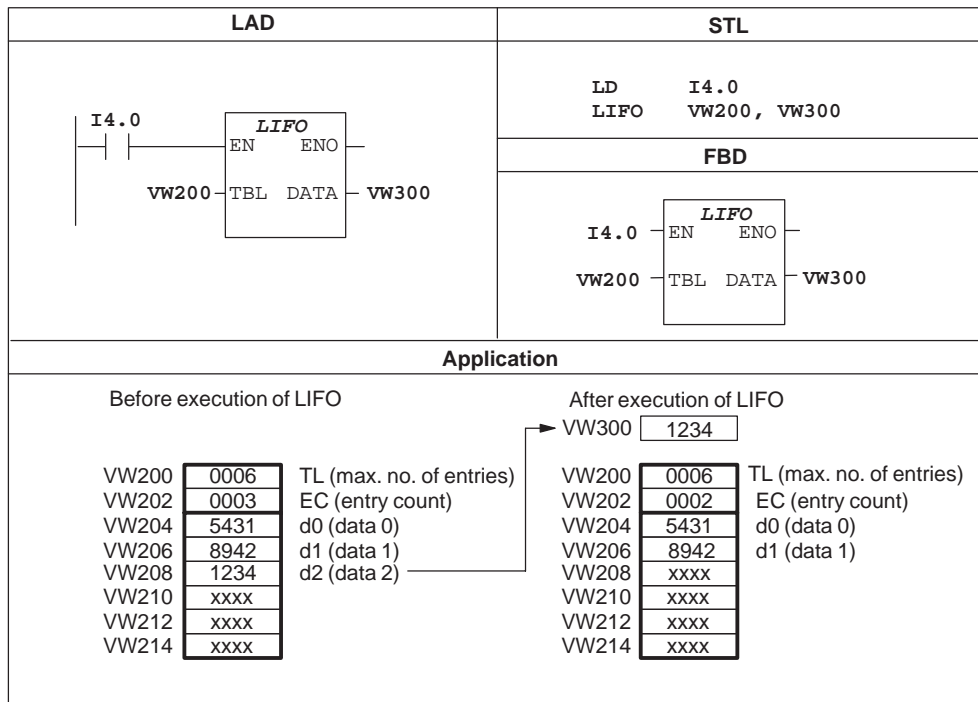 LAD
I4.0
LIFO
EN ENO
VW200 TBL DATA VW300
STL
LD I4.0
LIFO VW200, VW300
FBD
LIFO
I4.0 EN ENO
VW200 TBL DATA VW300
Application
Before execution of LIFO
VW200 0006 TL (max. no. of entries)
VW202 0003 EC (entry count)
VW204 5431 d0 (data 0)
VW206 8942 d1 (data 1)
VW208 1234 d2 (data 2)
VW210 xxxx
VW212 xxxx
VW214 xxxx
After execution of LIFO
VW300 1234
VW200 0006 TL (max. no. of entries)
VW202 0002 EC (entry count)
VW204 5431 d0 (data 0)
VW206 8942 d1 (data 1)
VW208 xxxx
VW210 xxxx
VW212 xxxx
VW214 xxxx